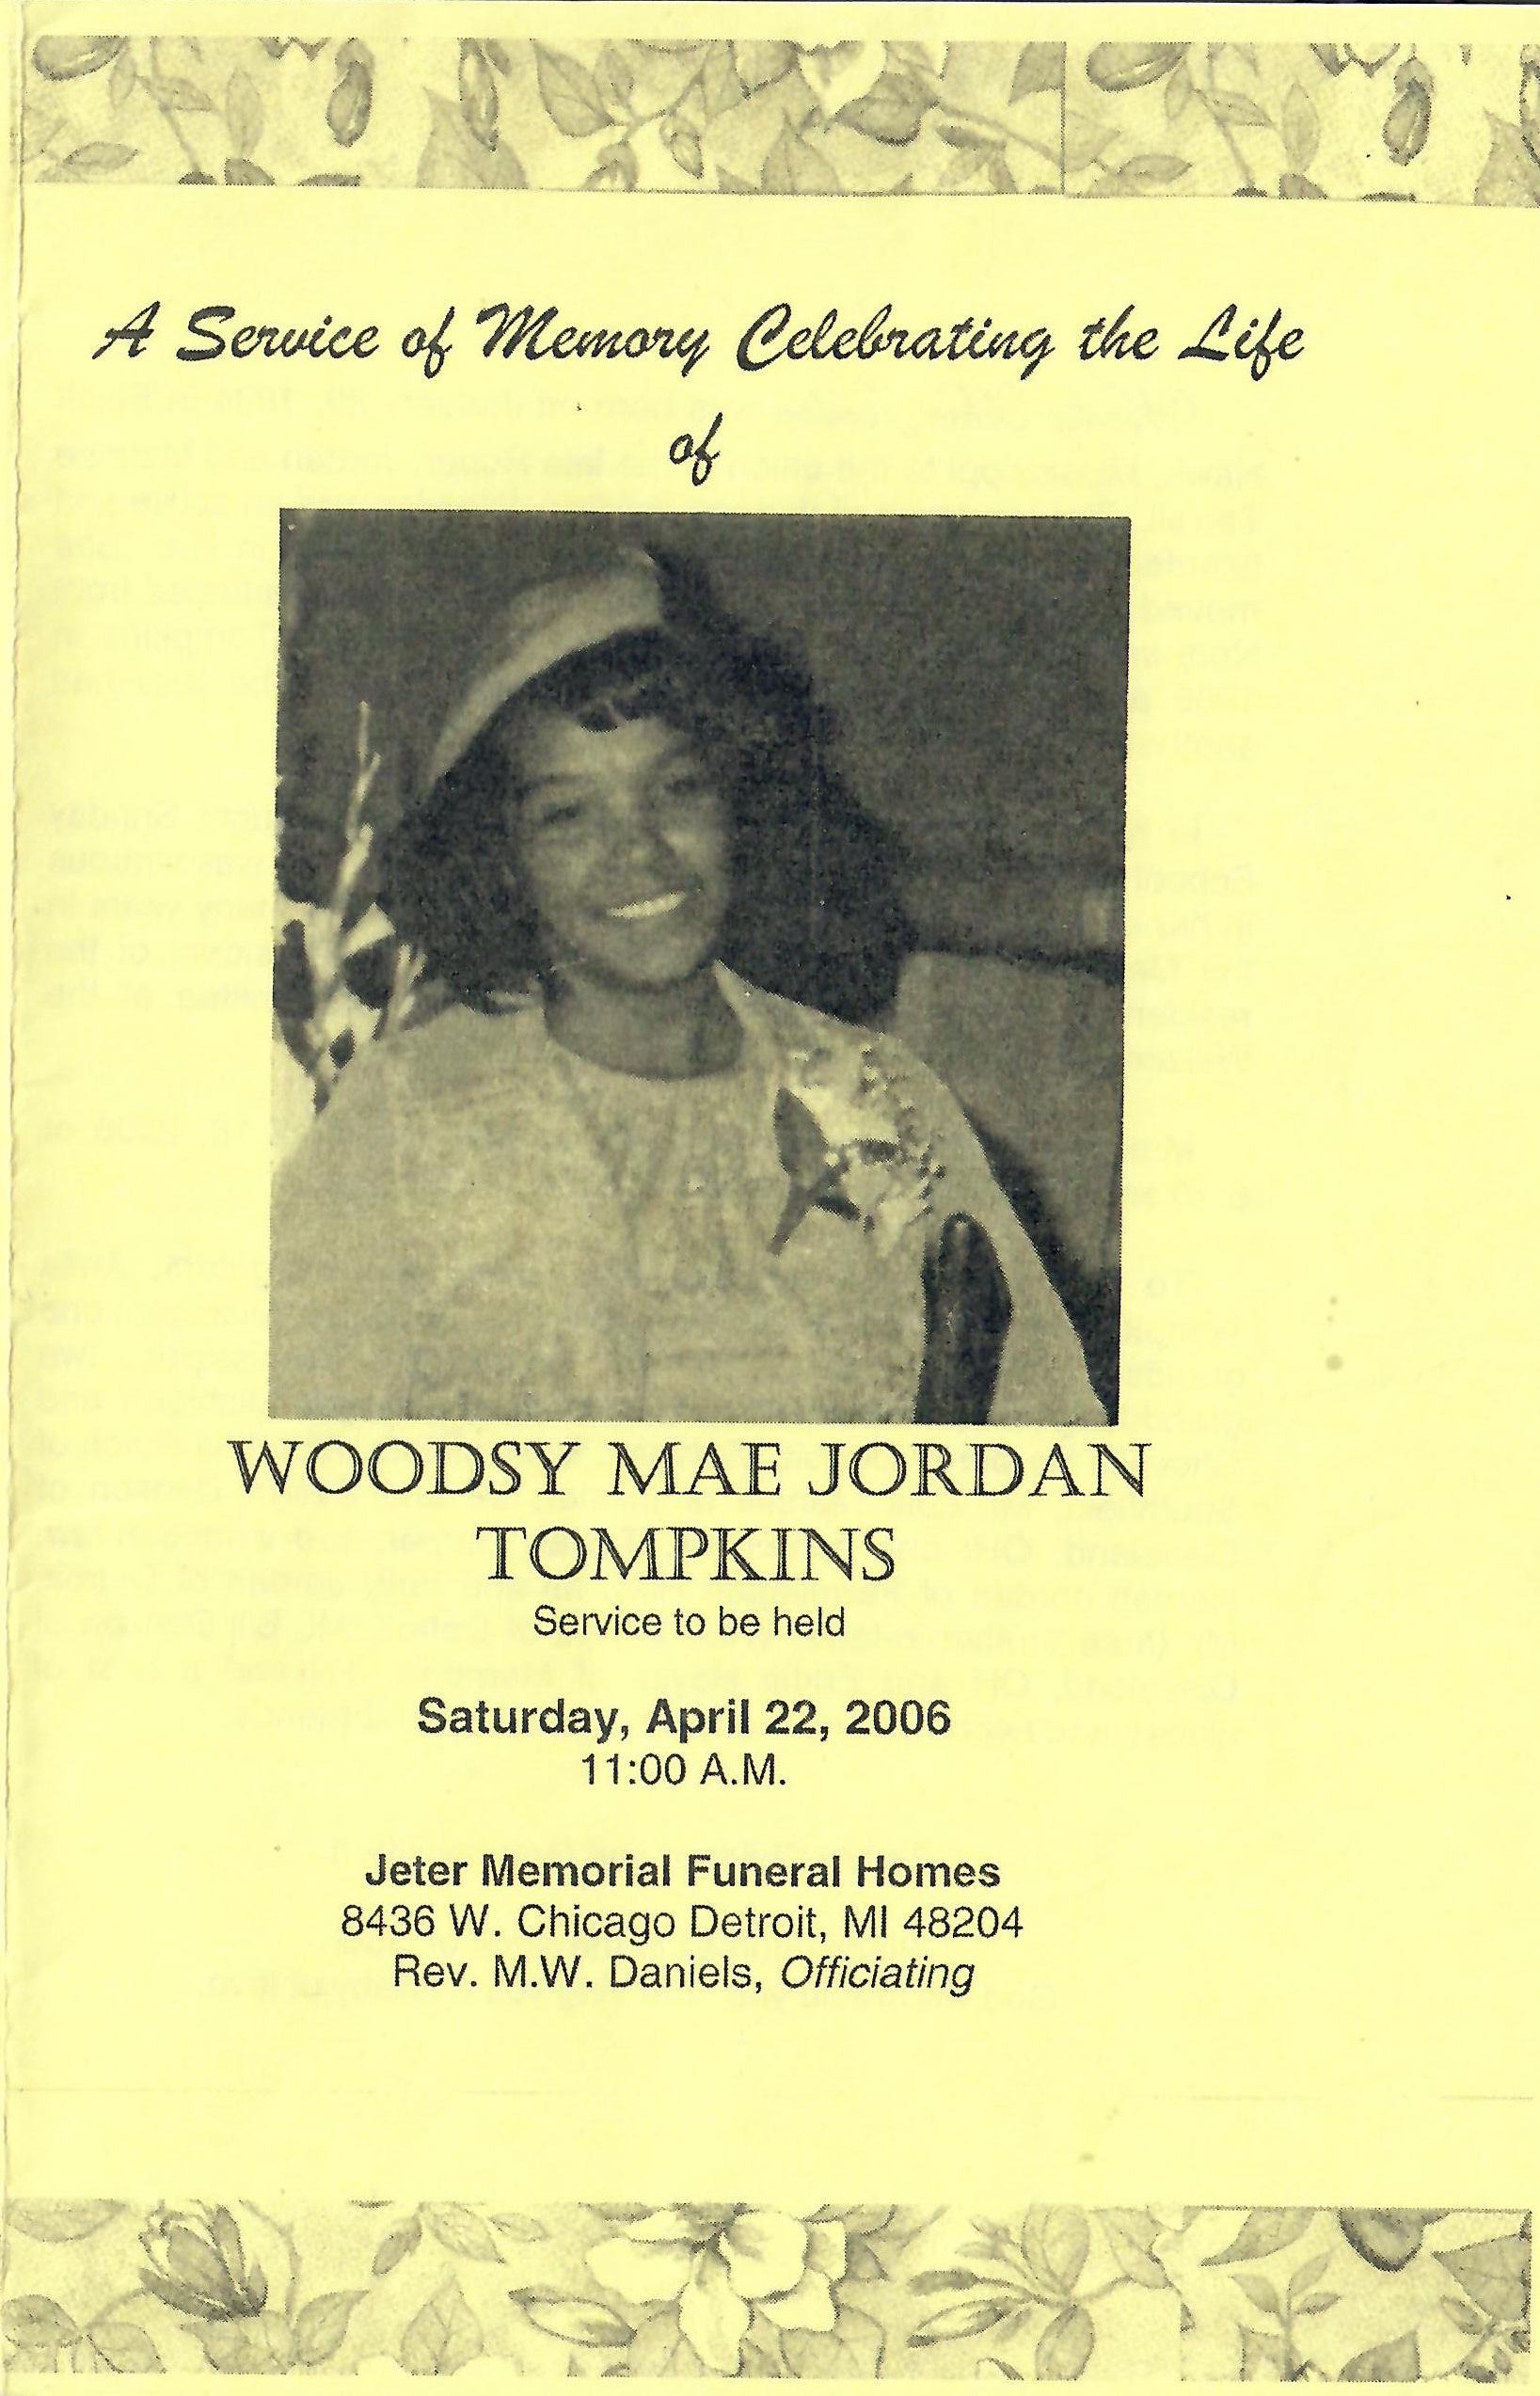 A Service of Memory Celebrating the Life
of
WOODSY MAE JORDAN
TOMPKINS
Service to be held
Saturday, April 22, 2006
11:00 A.M.
Jeter Memorial Funeral Homes
8436 W. Chicago Detroit, MI 48204
Rev. M.W. Daniels, Officiating